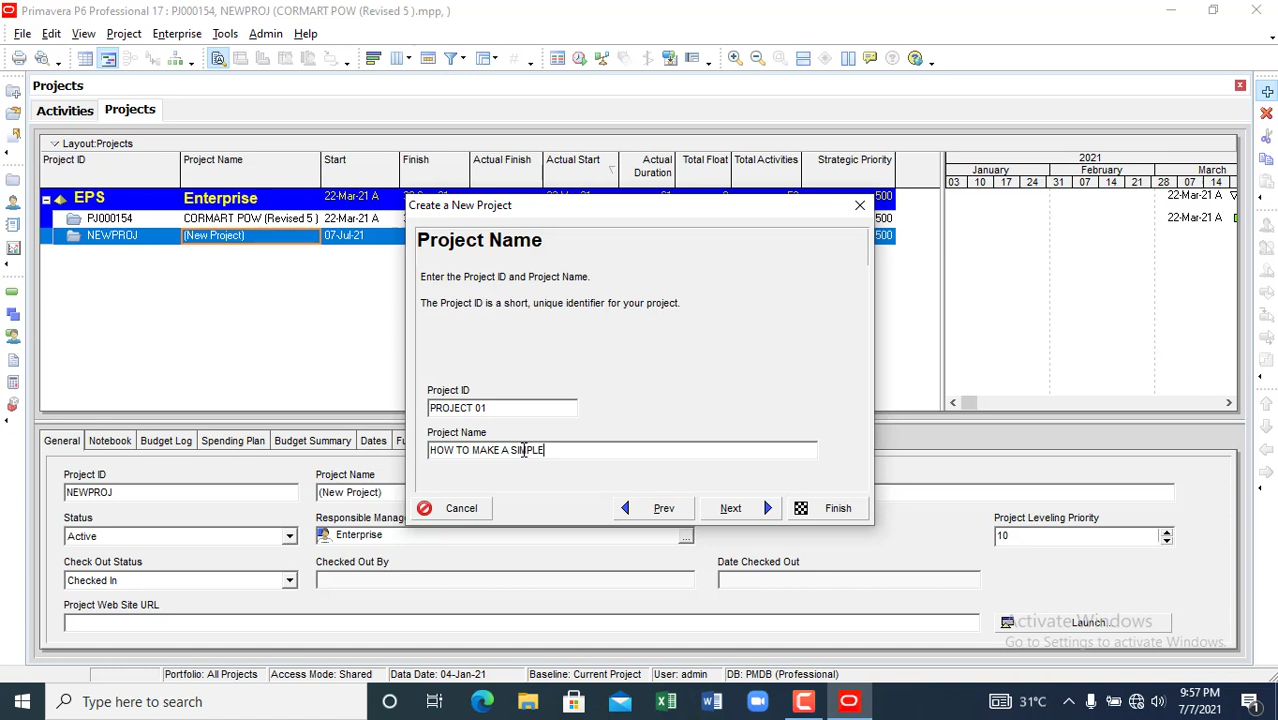 Primavera P6 Professional 17 : PJ000154, NEWPROJ (CORMART POW (Revised 5 ).mpp, )
File Edit View Project Enterprise Tools Admin Help
Projects
Activities Projects
Layout:Projects
Project ID Project Name Start Finish Actual Finish Actual Start Actual Duration Total Float Total Activities Strategic Priority
2021
January February March
03 10 17 24 31 07 14 21 28 07 14
EPS Enterprise 22-Mar-21 A 500 22-Mar-21 A
PJ000154 CORMART POW (Revised 5 ) 22-Mar-21 A 500 22-Mar-21 A
NEWPROJ (New Project) 07-Jul-21 500
Create a New Project
Project Name
Enter the Project ID and Project Name.
The Project ID is a short, unique identifier for your project.
Project ID
PROJECT 01
Project Name
HOW TO MAKE A SIMPLE
Cancel Prev Next Finish
General Notebook Budget Log Spending Plan Budget Summary Dates
Project ID Project Name
NEWPROJ (New Project)
Status Responsible Manage Project Leveling Priority
Active Enterprise ... 10
Check Out Status Checked Out By Date Checked Out
Checked In
Project Web Site URL
Launch..
Activate Windows
Go to Settings to activate Windows.
Portfolio: All Projects Access Mode: Shared Data Date: 04-Jan-21 Baseline: Current Project User: admin DB: PMDB (Professional)
Type here to search 31°C 9:57 PM
7/7/2021 1